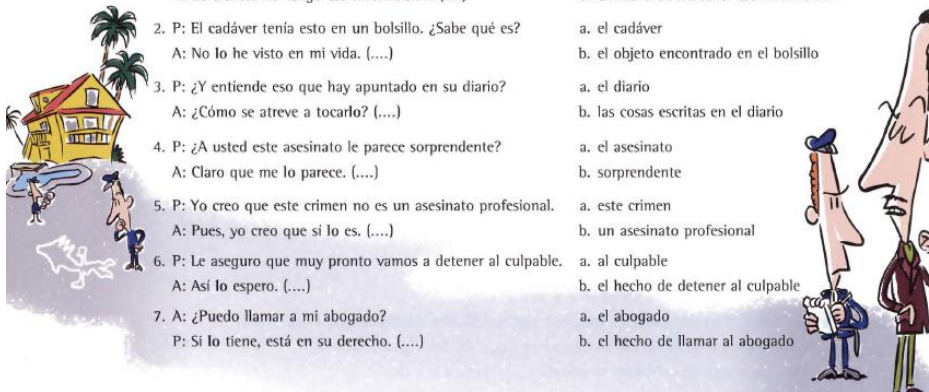 2. P: El cadáver tenía esto en un bolsillo. ¿Sabe qué es?
a. el cadáver
A: No lo he visto en mi vida. (....)
b. el objeto encontrado en el bolsillo
3. P: ¿Y entiende eso que hay apuntado en su diario?
a. el diario
A: ¿Cómo se atreve a tocarlo? (....)
b. las cosas escritas en el diario
4. P: ¿A usted este asesinato le parece sorprendente?
a. el asesinato
A: Claro que me lo parece. (....)
b. sorprendente
5. P: Yo creo que este crimen no es un asesinato profesional.
a. este crimen
A: Pues, yo creo que sí lo es. (....)
b. un asesinato profesional
6. P: Le aseguro que muy pronto vamos a detener al culpable.
a. al culpable
A: Así lo espero. (....)
b. el hecho de detener al culpable
7. A: ¿Puedo llamar a mi abogado?
a. el abogado
P: Si lo tiene, está en su derecho. (....)
b. el hecho de llamar al abogado